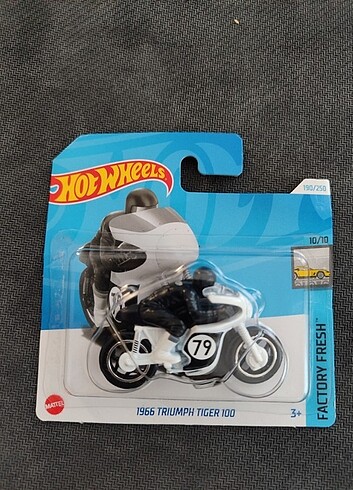 HOT WHEELS
190/250
10/10
FACTORY FRESH
79
MATTEL
1966 TRIUMPH TIGER 100
3+